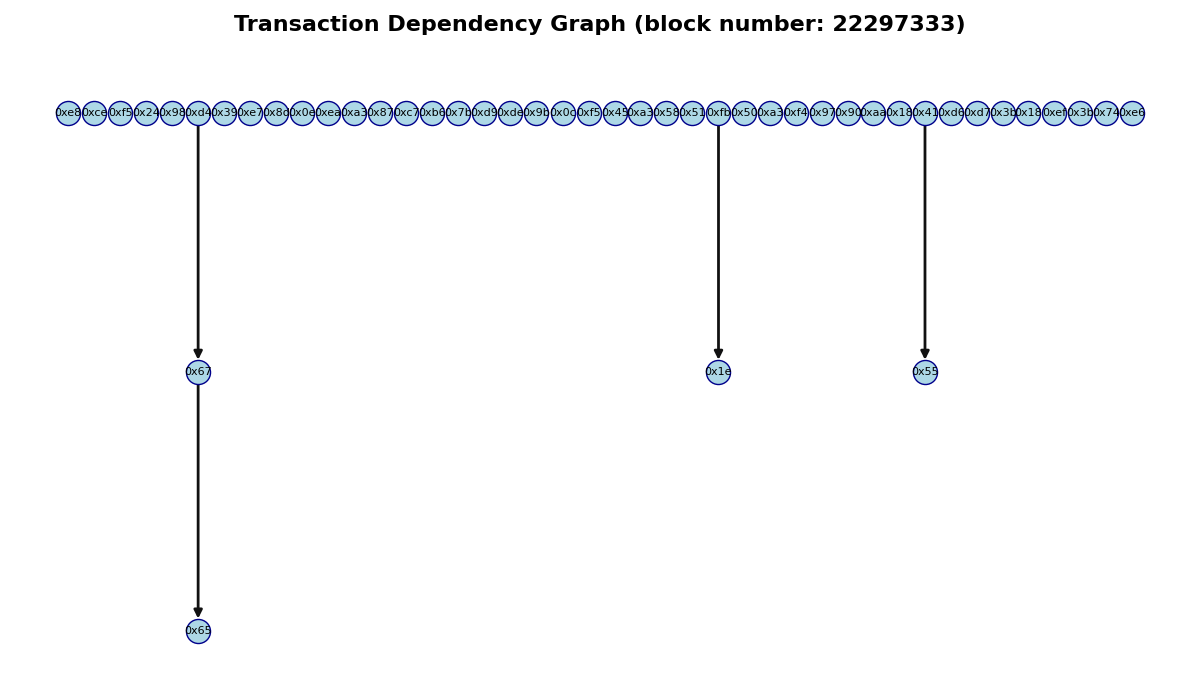 Transaction Dependency Graph (block number: 22297333)
0xe8 0xce 0xf5 0x24 0x98 0xd4 0x39 0xe7 0x8d 0x0e 0xea 0xa3 0x87 0xc7 0xb6 0x7b 0xd9 0xde 0x9b 0x0c 0xf5 0x45 0xa3 0x58 0x51 0xfb 0x50 0xa3 0xf4 0x97 0x90 0xaa 0x18 0x41 0xd6 0xd7 0x3b 0x18 0xef 0x3b 0x74 0xe6
0x67 0x1e 0x55
0x65